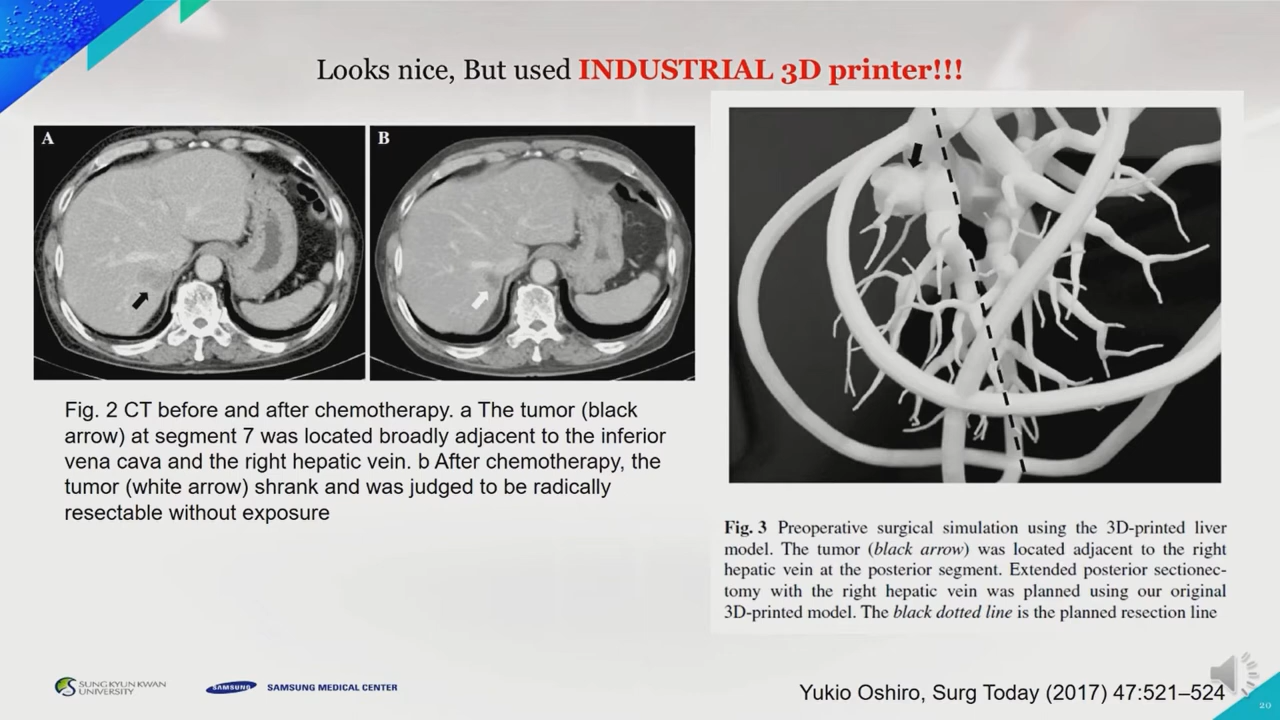 Looks nice, But used INDUSTRIAL 3D printer!!!
A
B
Fig. 2 CT before and after chemotherapy. a The tumor (black
arrow) at segment 7 was located broadly adjacent to the inferior
vena cava and the right hepatic vein. b After chemotherapy, the
tumor (white arrow) shrank and was judged to be radically
resectable without exposure
Fig. 3 Preoperative surgical simulation using the 3D-printed liver
model. The tumor (black arrow) was located adjacent to the right
hepatic vein at the posterior segment. Extended posterior sectionec-
tomy with the right hepatic vein was planned using our original
3D-printed model. The black dotted line is the planned resection line
SUNG KYUN KWAN
UNIVERSITY
SAMSUNG
SAMSUNG MEDICAL CENTER
Yukio Oshiro, Surg Today (2017) 47:521–524
20